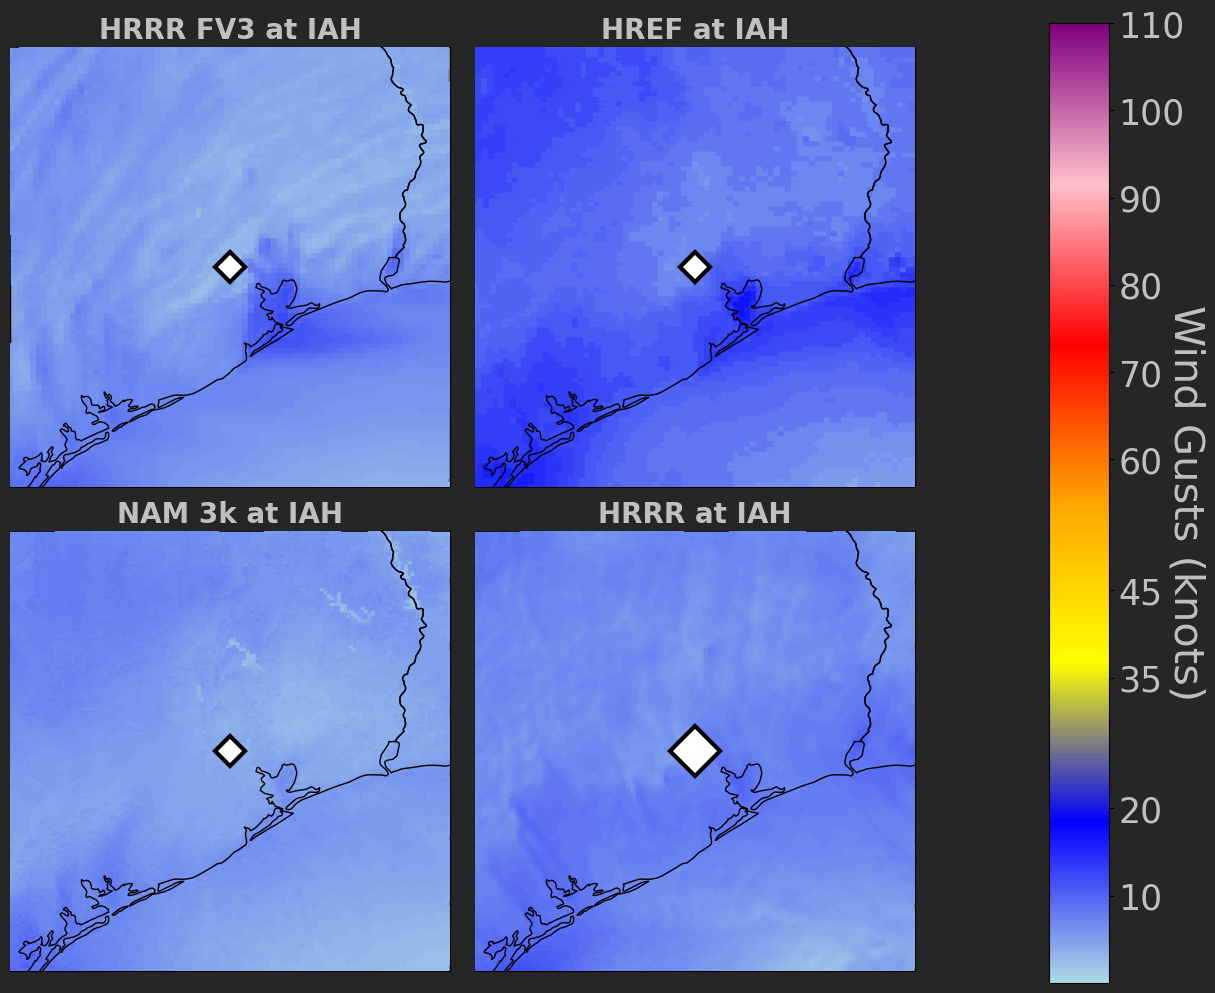 HRRR FV3 at IAH
HREF at IAH
NAM 3k at IAH
HRRR at IAH
110
100
90
80
70
60
45
35
20
10
Wind Gusts (knots)